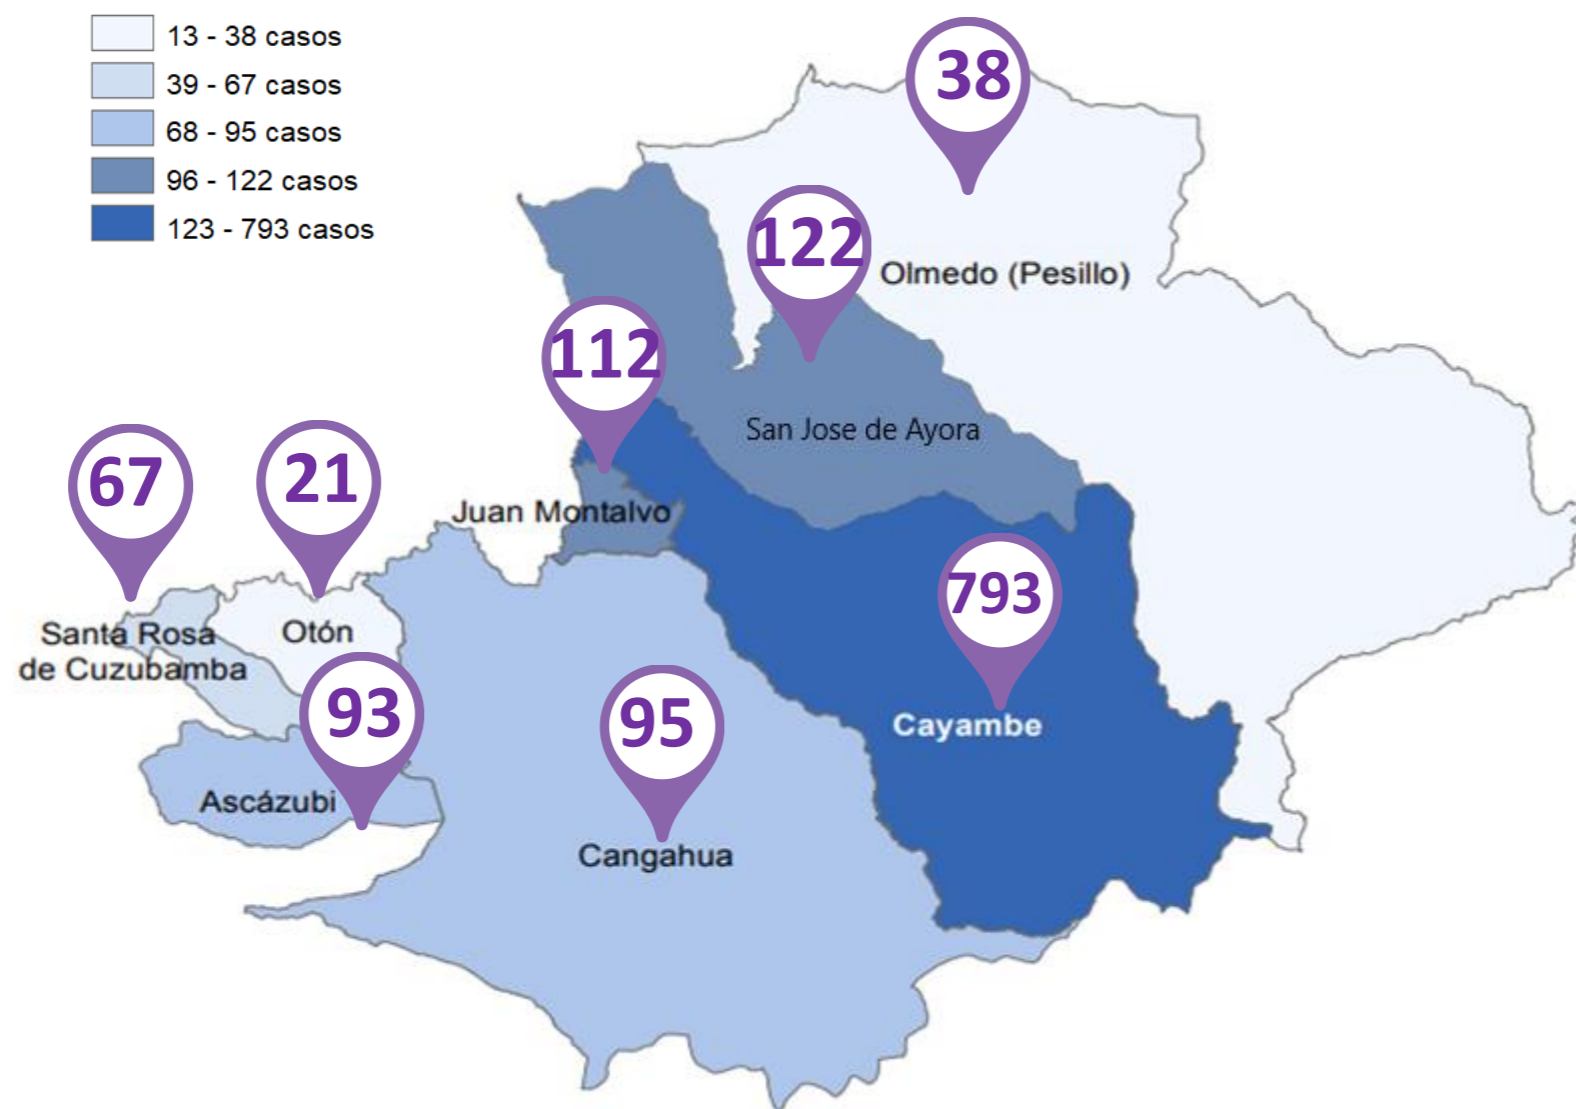 13 - 38 casos
39 - 67 casos
68 - 95 casos
96 - 122 casos
123 - 793 casos
38
122
Olmedo (Pesillo)
112
San Jose de Ayora
67
21
Juan Montalvo
793
Santa Rosa
de Cuzubamba
Otón
93
95
Cayambe
Ascázubi
Cangahua